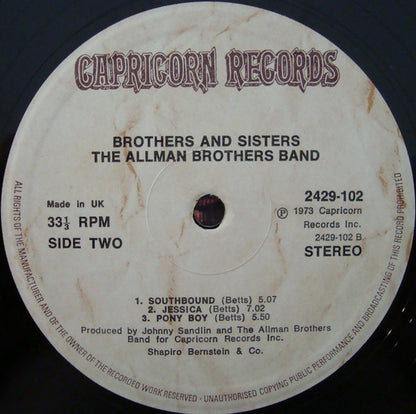 CAPRICORN RECORDS
BROTHERS AND SISTERS
THE ALLMAN BROTHERS BAND
Made in UK
33⅓ RPM
SIDE TWO
2429-102
℗ 1973 Capricorn
Records Inc.
2429-102 B
STEREO
1. SOUTHBOUND (Betts) 5.07
2. JESSICA (Betts) 7.02
3. PONY BOY (Betts) 5.50
Produced by Johnny Sandlin and The Allman Brothers
Band for Capricorn Records Inc.
Shapiro Bernstein & Co.
ALL RIGHTS OF THE MANUFACTURER AND OF THE OWNER OF THE RECORDED WORK RESERVED - UNAUTHORISED COPYING PUBLIC PERFORMANCE AND BROADCASTING OF THIS RECORD PROHIBITED